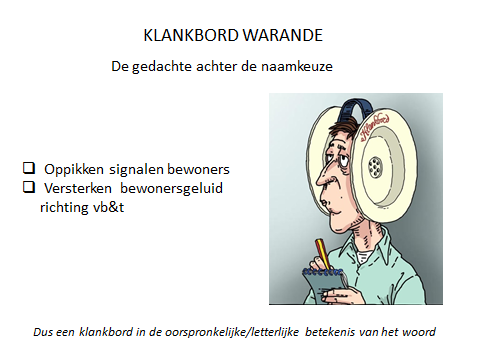 KLANKBORD WARANDE
De gedachte achter de naamkeuze
Klankbord
Oppikken signalen bewoners
Versterken bewonersgeluid
richting vb&t
Dus een klankbord in de oorspronkelijke/letterlijke betekenis van het woord